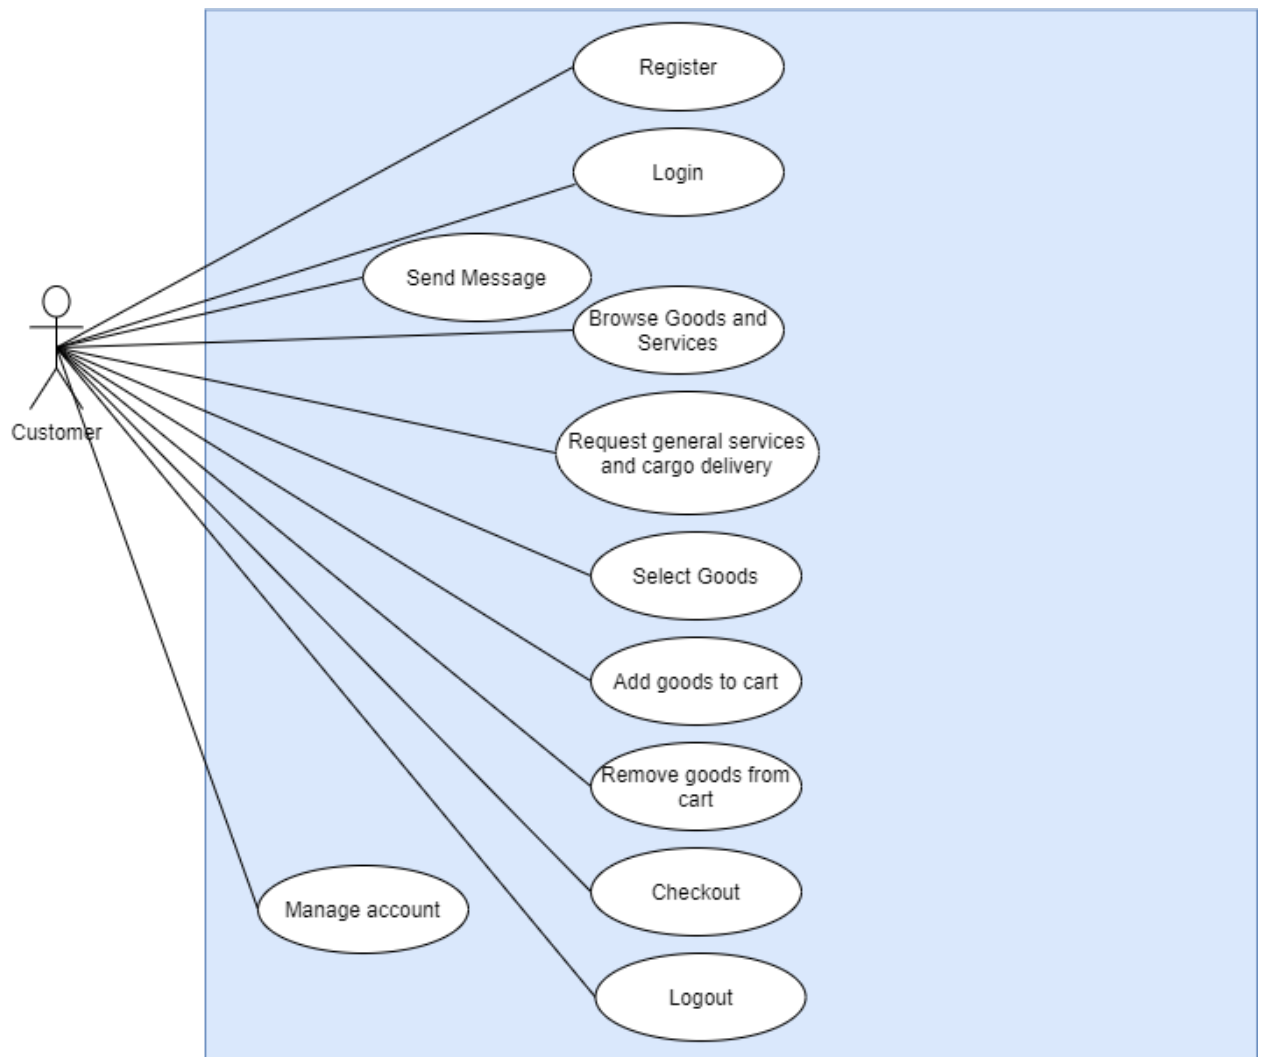 Register
Login
Send Message
Browse Goods and
Services
Customer
Request general services
and cargo delivery
Select Goods
Add goods to cart
Remove goods from
cart
Checkout
Manage account
Logout